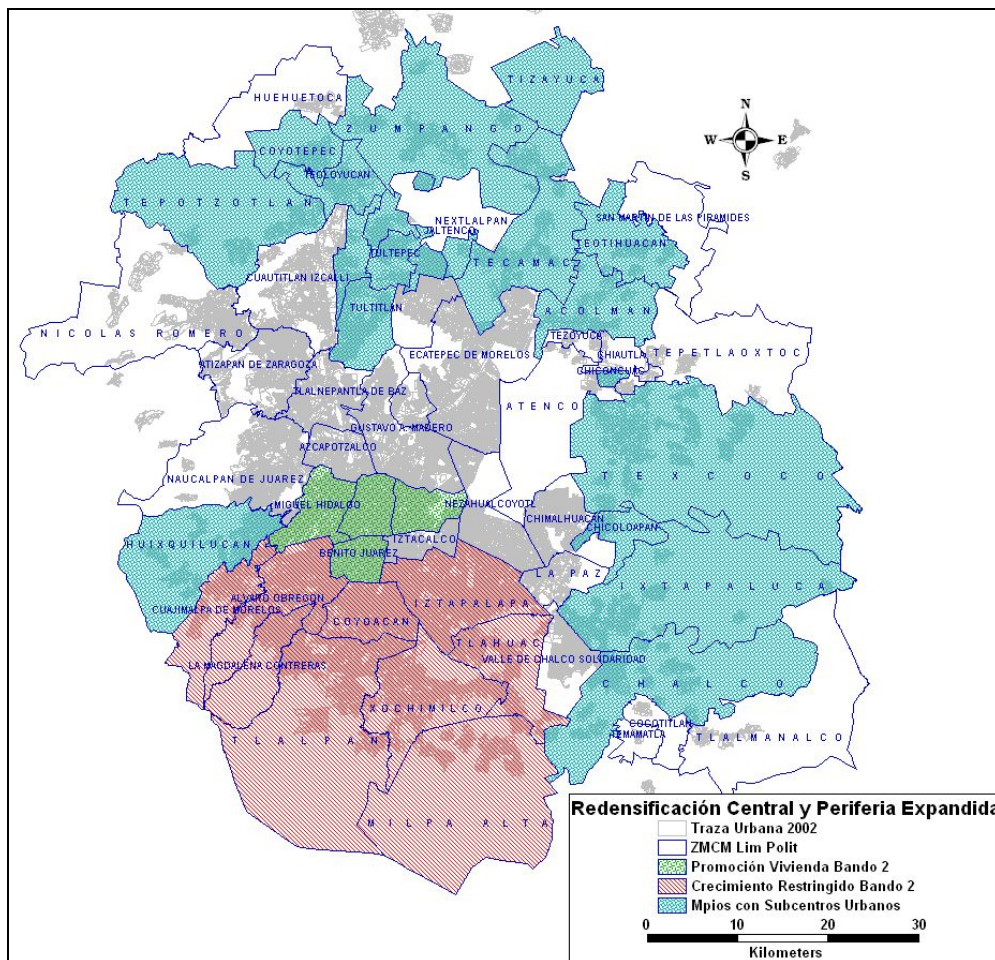 TIZAYUCA
HUEHUETOCA
ZUMPANGO
N
W E
S
COYOTEPEC
TEOLOYUCAN
TEPOTZOTLAN
SAN MARTIN DE LAS PIRAMIDES
NEXTLALPAN
JALTENCO
TEOTIHUACAN
TULTEPEC
TECAMAC
CUAUTITLAN IZCALLI
TULTITLAN
ACOLMAN
NICOLAS ROMERO
TEZOYUCA
ECATEPEC DE MORELOS
CHIAUTLA
TEPETLAOXTOC
ATIZAPAN DE ZARAGOZA
CHICONCUAC
TLALNEPANTLA DE BAZ
ATENCO
GUSTAVO A. MADERO
AZCAPOTZALCO
NAUCALPAN DE JUAREZ
TEXCOCO
MIGUEL HIDALGO
NEZAHUALCOYOTL
CHIMALHUACAN
CHICOLOAPAN
HUIXQUILUCAN
IZTACALCO
BENITO JUAREZ
LA PAZ
IXTAPALUCA
ALVARO OBREGON
IZTAPALAPA
CUAJIMALPA DE MORELOS
COYOACAN
TLAHUAC
VALLE DE CHALCO SOLIDARIDAD
LA MAGDALENA CONTRERAS
CHALCO
XOCHIMILCO
COCOTITLAN
TEMAMATLA
TLALMANALCO
TLALPAN
MILPA ALTA
Redensificación Central y Periferia Expandida
Traza Urbana 2002
ZMCM Lim Polit
Promoción Vivienda Bando 2
Crecimiento Restringido Bando 2
Mpios con Subcentros Urbanos
0 10 20 30
Kilometers